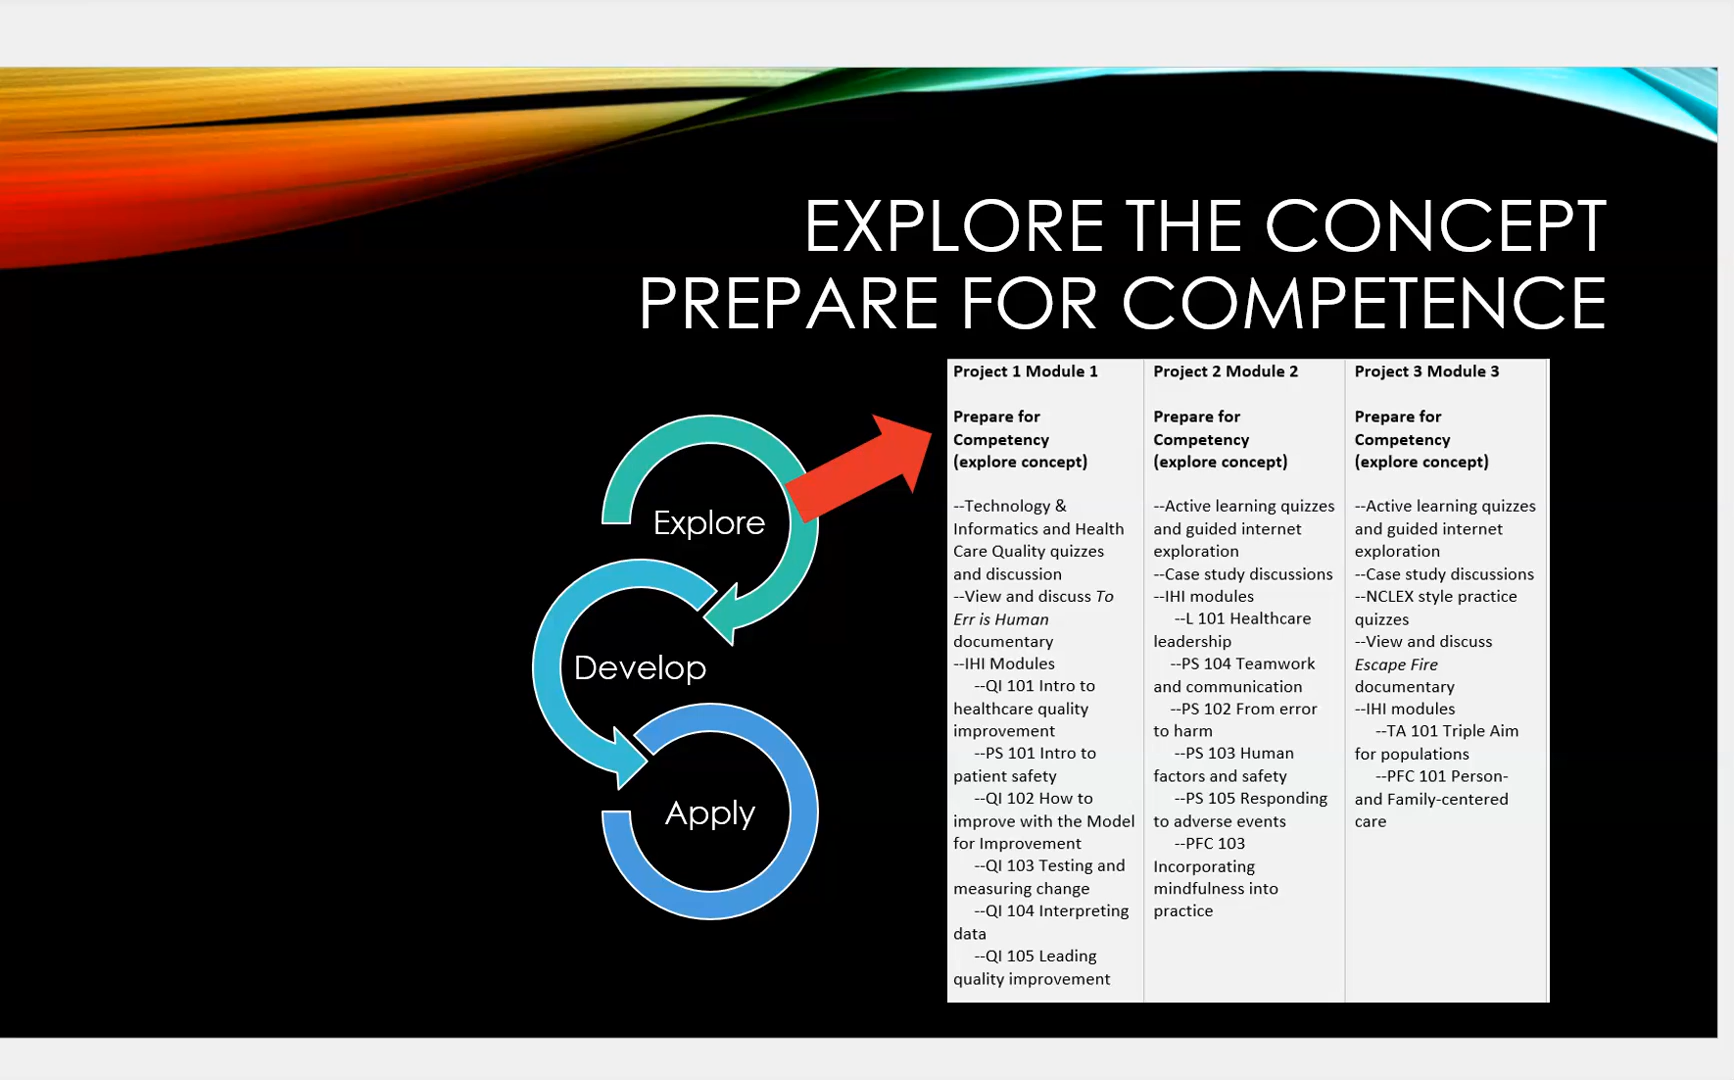 EXPLORE THE CONCEPT
PREPARE FOR COMPETENCE
Explore
Develop
Apply
Project 1 Module 1
Prepare for
Competency
(explore concept)
--Technology &
Informatics and Health
Care Quality quizzes
and discussion
--View and discuss To
Err is Human
documentary
--IHI Modules
--QI 101 Intro to
healthcare quality
improvement
--PS 101 Intro to
patient safety
--QI 102 How to
improve with the Model
for Improvement
--QI 103 Testing and
measuring change
--QI 104 Interpreting
data
--QI 105 Leading
quality improvement
Project 2 Module 2
Prepare for
Competency
(explore concept)
--Active learning quizzes
and guided internet
exploration
--Case study discussions
--IHI modules
--L 101 Healthcare
leadership
--PS 104 Teamwork
and communication
--PS 102 From error
to harm
--PS 103 Human
factors and safety
--PS 105 Responding
to adverse events
--PFC 103
Incorporating
mindfulness into
practice
Project 3 Module 3
Prepare for
Competency
(explore concept)
--Active learning quizzes
and guided internet
exploration
--Case study discussions
--NCLEX style practice
quizzes
--View and discuss
Escape Fire
documentary
--IHI modules
--TA 101 Triple Aim
for populations
--PFC 101 Person-
and Family-centered
care